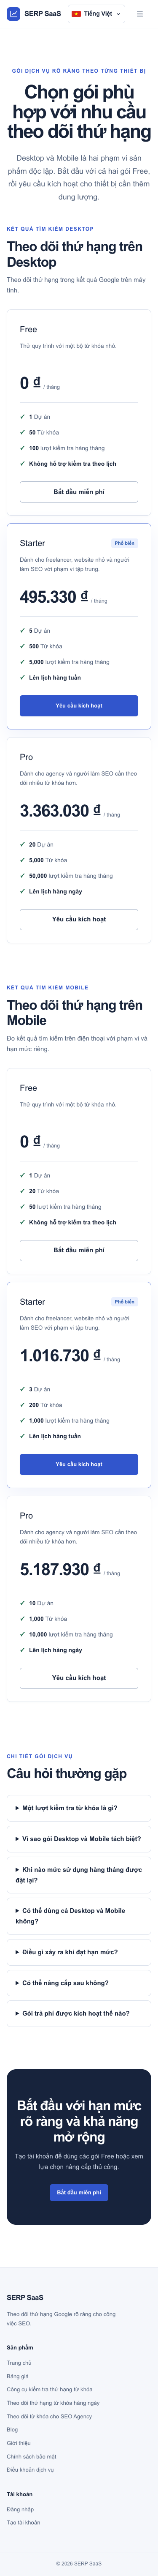 SERP SaaS
Tiếng Việt
GÓI DỊCH VỤ RÕ RÀNG THEO TỪNG THIẾT BỊ
Chọn gói phù
hợp với nhu cầu
theo dõi thứ hạng
Desktop và Mobile là hai phạm vi sản
phẩm độc lập. Bắt đầu với cả hai gói Free,
rồi yêu cầu kích hoạt cho thiết bị cần thêm
dung lượng.
KẾT QUẢ TÌM KIẾM DESKTOP
Theo dõi thứ hạng trên
Desktop
Theo dõi thứ hạng trong kết quả Google trên máy
tính.
Free
Thử quy trình với một bộ từ khóa nhỏ.
0 ₫ / tháng
✓ 1 Dự án
✓ 50 Từ khóa
✓ 100 lượt kiểm tra hàng tháng
✓ Không hỗ trợ kiểm tra theo lịch
Bắt đầu miễn phí
Starter
Phổ biến
Dành cho freelancer, website nhỏ và người
làm SEO với phạm vi tập trung.
495.330 ₫ / tháng
✓ 5 Dự án
✓ 500 Từ khóa
✓ 5,000 lượt kiểm tra hàng tháng
✓ Lên lịch hàng tuần
Yêu cầu kích hoạt
Pro
Dành cho agency và người làm SEO cần theo
dõi nhiều từ khóa hơn.
3.363.030 ₫ / tháng
✓ 20 Dự án
✓ 5,000 Từ khóa
✓ 50,000 lượt kiểm tra hàng tháng
✓ Lên lịch hàng ngày
Yêu cầu kích hoạt
KẾT QUẢ TÌM KIẾM MOBILE
Theo dõi thứ hạng trên
Mobile
Đo kết quả tìm kiếm trên điện thoại với phạm vi và
hạn mức riêng.
Free
Thử quy trình với một bộ từ khóa nhỏ.
0 ₫ / tháng
✓ 1 Dự án
✓ 20 Từ khóa
✓ 50 lượt kiểm tra hàng tháng
✓ Không hỗ trợ kiểm tra theo lịch
Bắt đầu miễn phí
Starter
Phổ biến
Dành cho freelancer, website nhỏ và người
làm SEO với phạm vi tập trung.
1.016.730 ₫ / tháng
✓ 3 Dự án
✓ 200 Từ khóa
✓ 1,000 lượt kiểm tra hàng tháng
✓ Lên lịch hàng tuần
Yêu cầu kích hoạt
Pro
Dành cho agency và người làm SEO cần theo
dõi nhiều từ khóa hơn.
5.187.930 ₫ / tháng
✓ 10 Dự án
✓ 1,000 Từ khóa
✓ 10,000 lượt kiểm tra hàng tháng
✓ Lên lịch hàng ngày
Yêu cầu kích hoạt
CHI TIẾT GÓI DỊCH VỤ
Câu hỏi thường gặp
▶ Một lượt kiểm tra từ khóa là gì?
▶ Vì sao gói Desktop và Mobile tách biệt?
▶ Khi nào mức sử dụng hàng tháng được
đặt lại?
▶ Có thể dùng cả Desktop và Mobile
không?
▶ Điều gì xảy ra khi đạt hạn mức?
▶ Có thể nâng cấp sau không?
▶ Gói trả phí được kích hoạt thế nào?
Bắt đầu với hạn mức
rõ ràng và khả năng
mở rộng
Tạo tài khoản để dùng các gói Free hoặc xem
lựa chọn nâng cấp thủ công.
Bắt đầu miễn phí
SERP SaaS
Theo dõi thứ hạng Google rõ ràng cho công
việc SEO.
Sản phẩm
Trang chủ
Bảng giá
Công cụ kiểm tra thứ hạng từ khóa
Theo dõi thứ hạng từ khóa hàng ngày
Theo dõi từ khóa cho SEO Agency
Blog
Giới thiệu
Chính sách bảo mật
Điều khoản dịch vụ
Tài khoản
Đăng nhập
Tạo tài khoản
© 2026 SERP SaaS